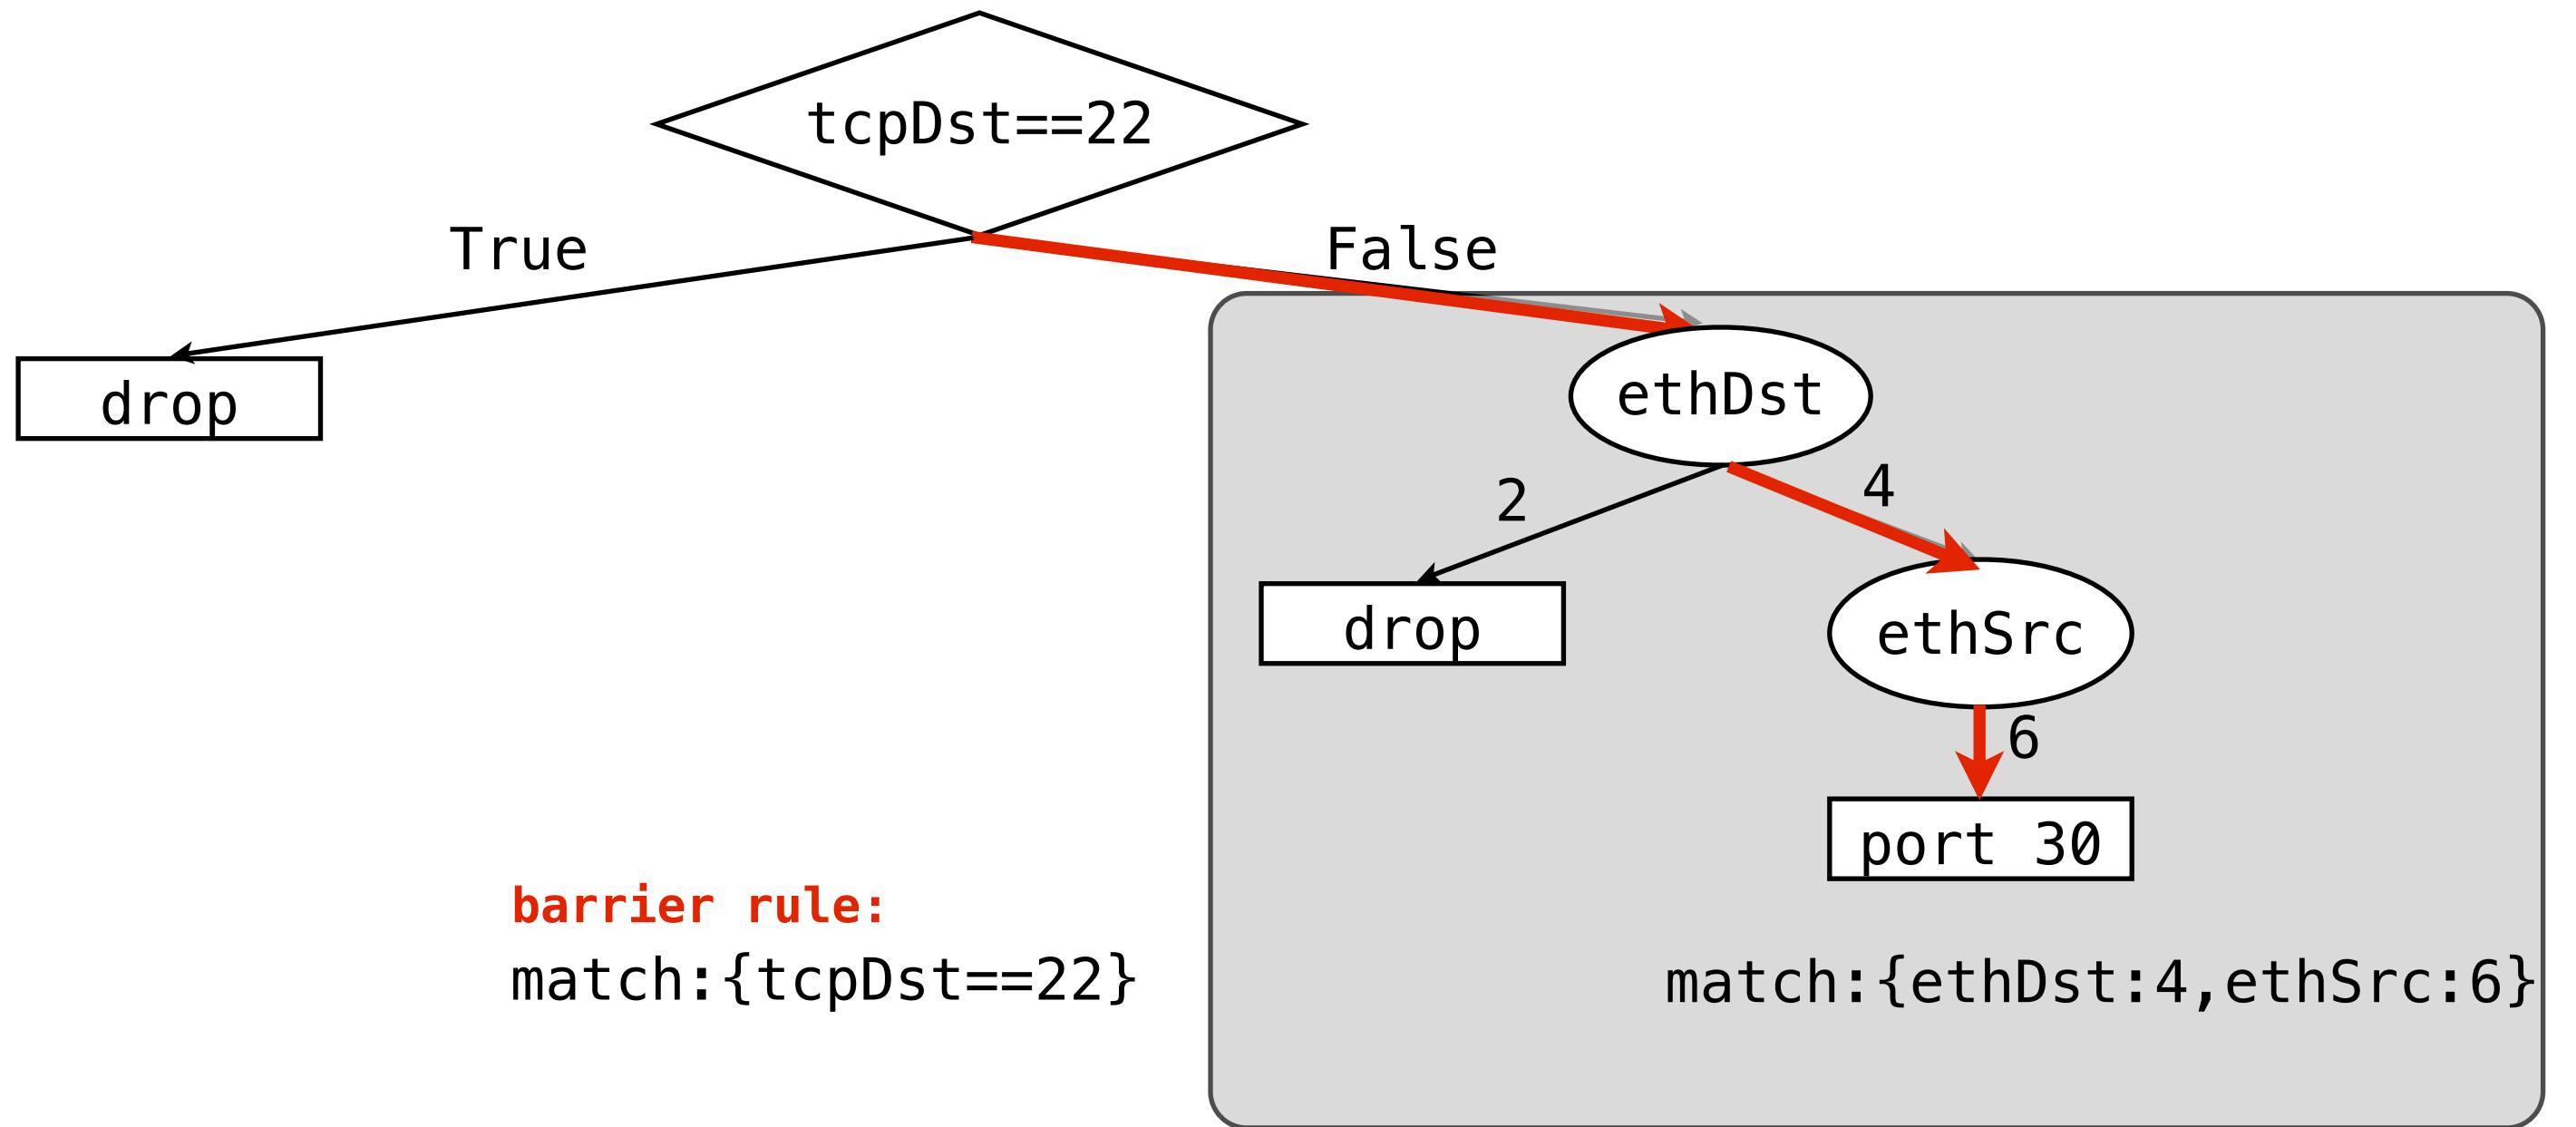 tcpDst==22
True
False
drop
ethDst
2
4
drop
ethSrc
6
port 30
barrier rule:
match:{tcpDst==22}
match:{ethDst:4,ethSrc:6}